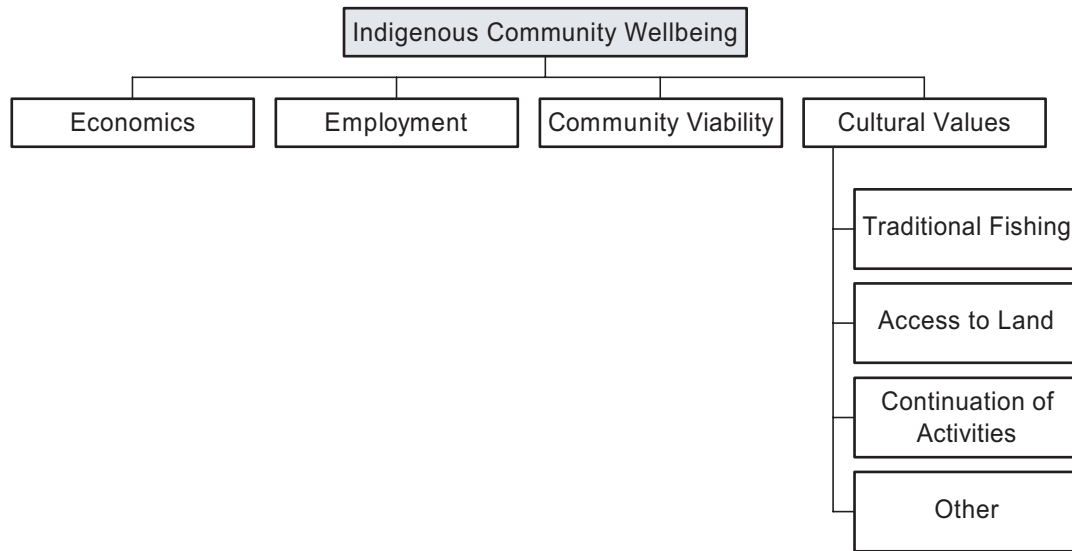 Indigenous Community Wellbeing
Economics
Employment
Community Viability
Cultural Values
Traditional Fishing
Access to Land
Continuation of
Activities
Other